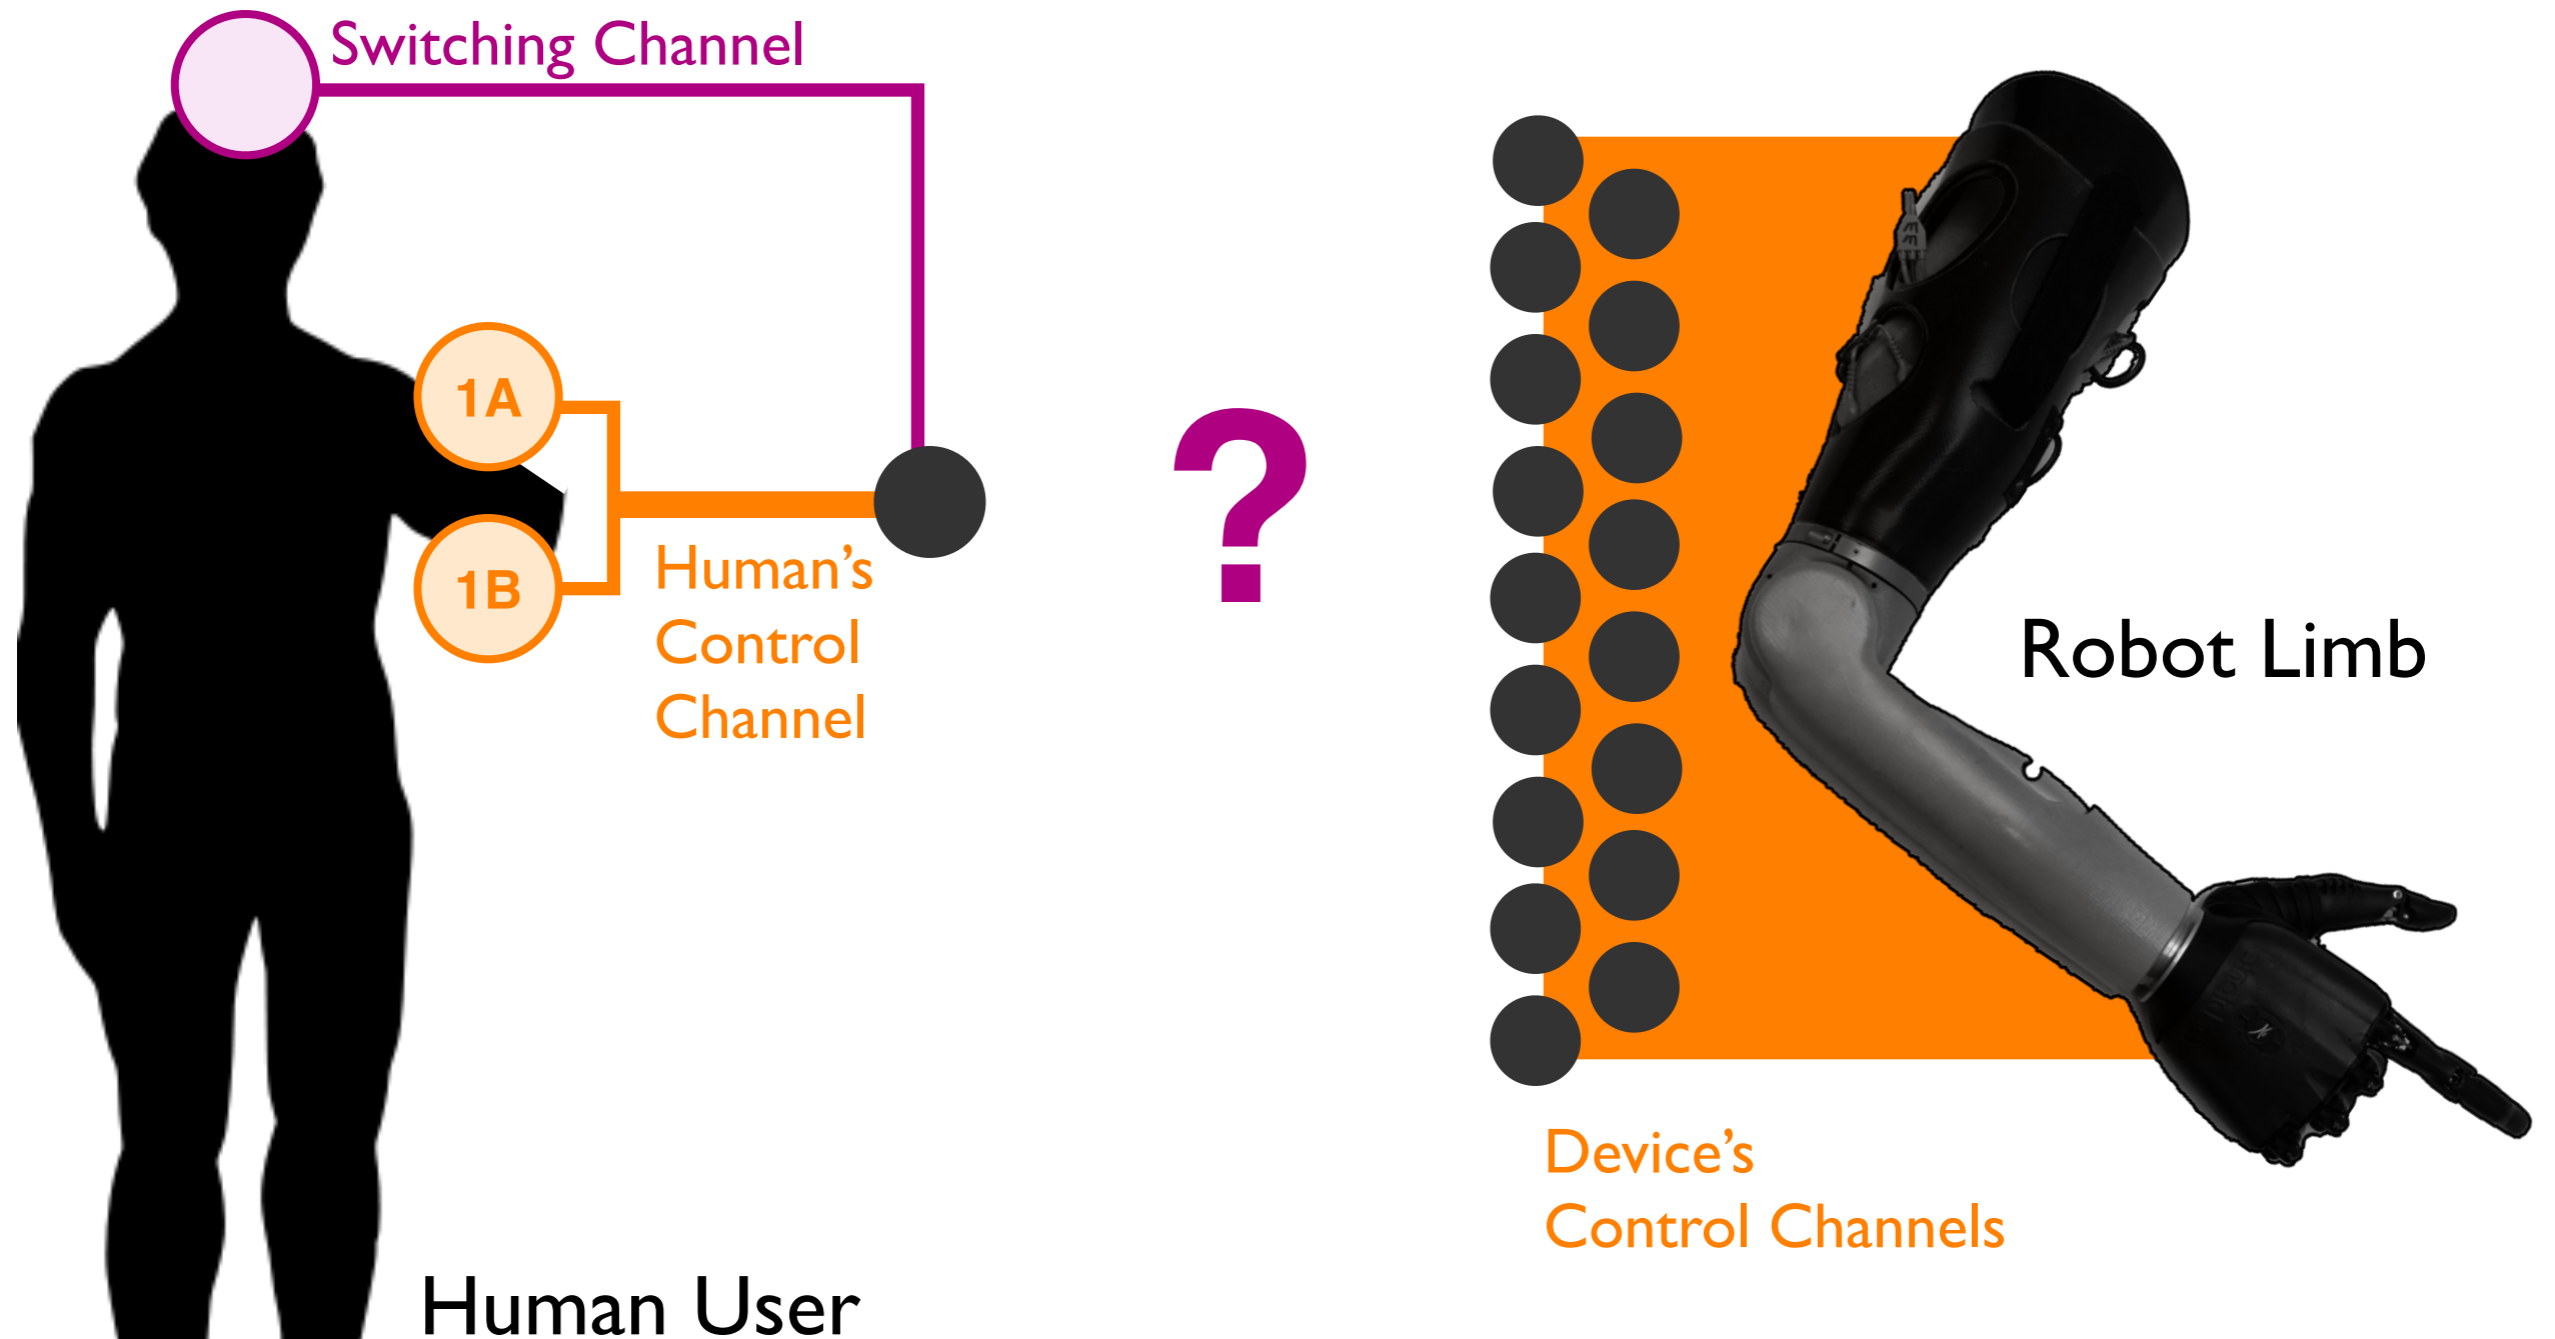 Switching Channel
1A
1B
Human’s
Control
Channel
?
Robot Limb
Device’s
Control Channels
Human User